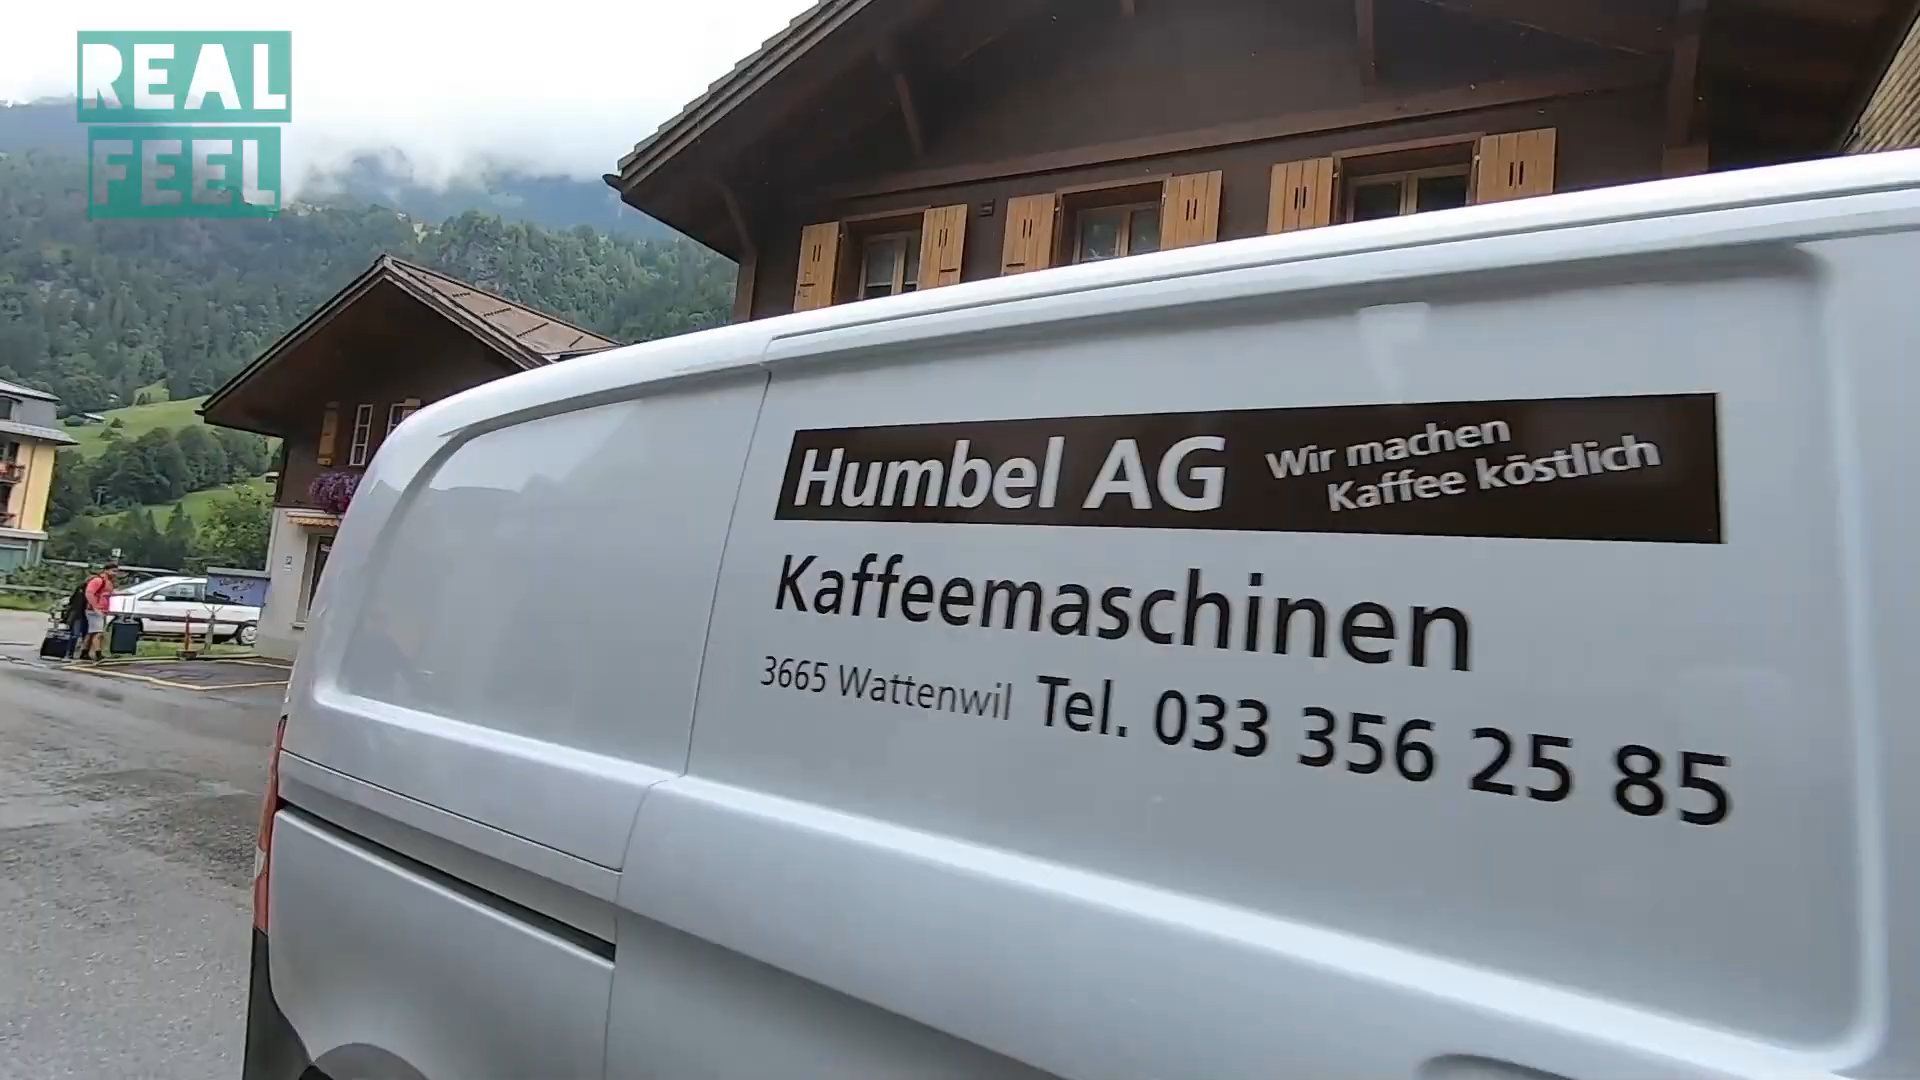 REAL
FEEL
Humbel AG
Wir machen
Kaffee köstlich
Kaffeemaschinen
3665 Wattenwil Tel. 033 356 25 85